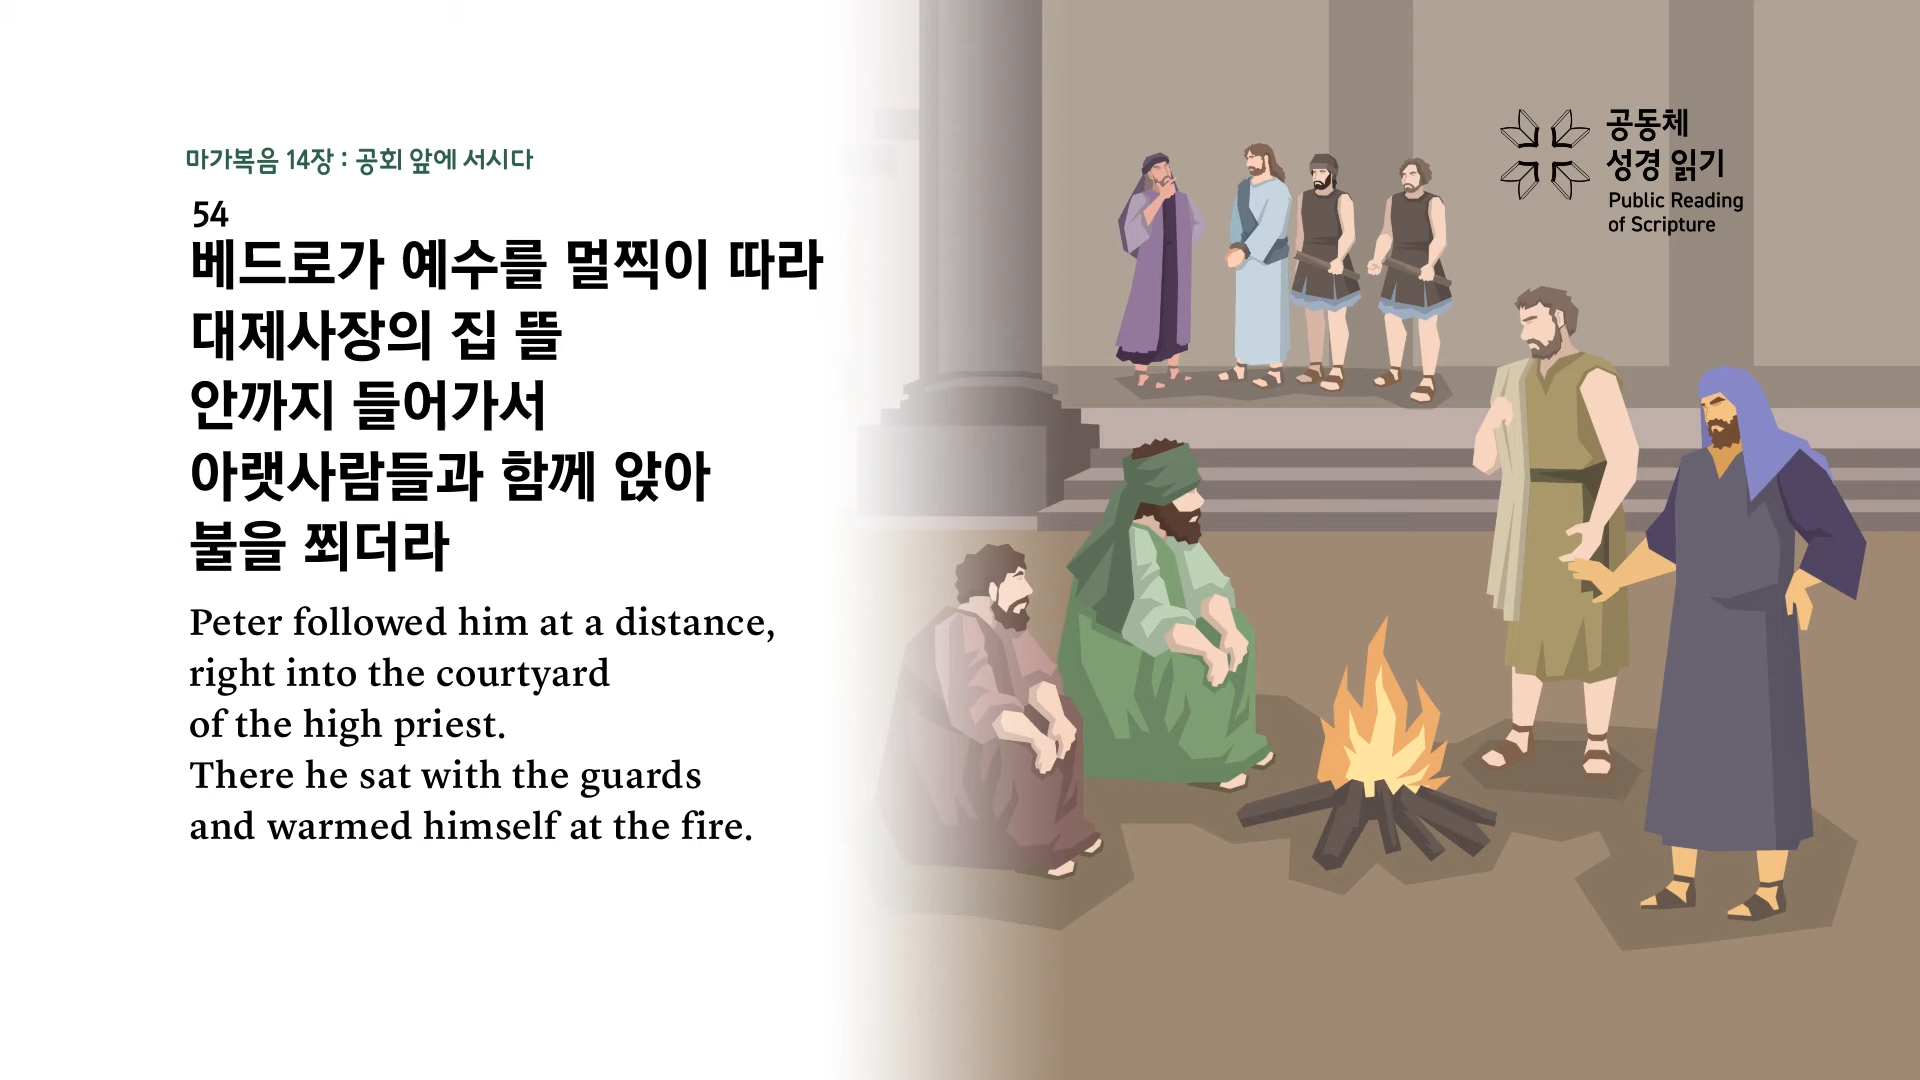 마가복음 14장 : 공회 앞에 서시다
54
베드로가 예수를 멀찍이 따라
대제사장의 집 뜰
안까지 들어가서
아랫사람들과 함께 앉아
불을 쬐더라
Peter followed him at a distance,
right into the courtyard
of the high priest.
There he sat with the guards
and warmed himself at the fire.
공동체
성경 읽기
Public Reading
of Scripture